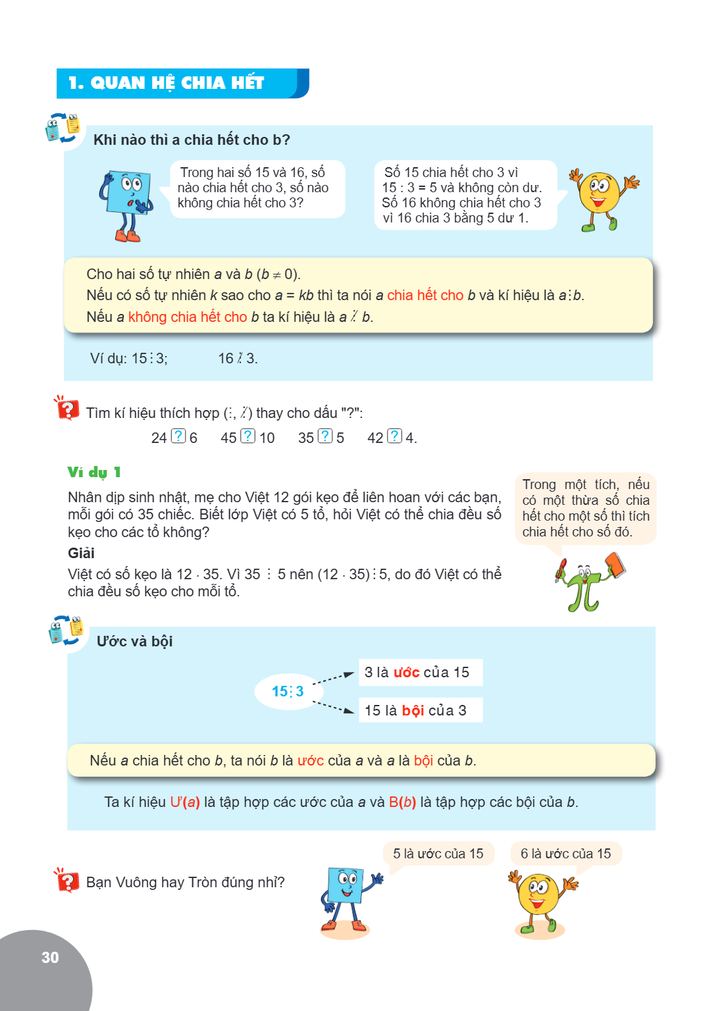 1. QUAN HỆ CHIA HẾT
Khi nào thì a chia hết cho b?
Trong hai số 15 và 16, số
nào chia hết cho 3, số nào
không chia hết cho 3?
Số 15 chia hết cho 3 vì
15 : 3 = 5 và không còn dư.
Số 16 không chia hết cho 3
vì 16 chia 3 bằng 5 dư 1.
Cho hai số tự nhiên a và b (b ≠ 0).
Nếu có số tự nhiên k sao cho a = kb thì ta nói a chia hết cho b và kí hiệu là a⋮b.
Nếu a không chia hết cho b ta kí hiệu là a ⋮̸ b.
Ví dụ: 15⋮3; 16 ⋮̸ 3.
? Tìm kí hiệu thích hợp (⋮, ⋮̸) thay cho dấu "?":
24 ? 6 45 ? 10 35 ? 5 42 ? 4.
Ví dụ 1
Nhân dịp sinh nhật, mẹ cho Việt 12 gói kẹo để liên hoan với các bạn,
mỗi gói có 35 chiếc. Biết lớp Việt có 5 tổ, hỏi Việt có thể chia đều số
kẹo cho các tổ không?
Giải
Việt có số kẹo là 12 . 35. Vì 35 ⋮ 5 nên (12 . 35)⋮5, do đó Việt có thể
chia đều số kẹo cho mỗi tổ.
Trong một tích, nếu
có một thừa số chia
hết cho một số thì tích
chia hết cho số đó.
Ước và bội
15⋮3
3 là ước của 15
15 là bội của 3
Nếu a chia hết cho b, ta nói b là ước của a và a là bội của b.
Ta kí hiệu Ư(a) là tập hợp các ước của a và B(b) là tập hợp các bội của b.
5 là ước của 15
6 là ước của 15
? Bạn Vuông hay Tròn đúng nhỉ?
30